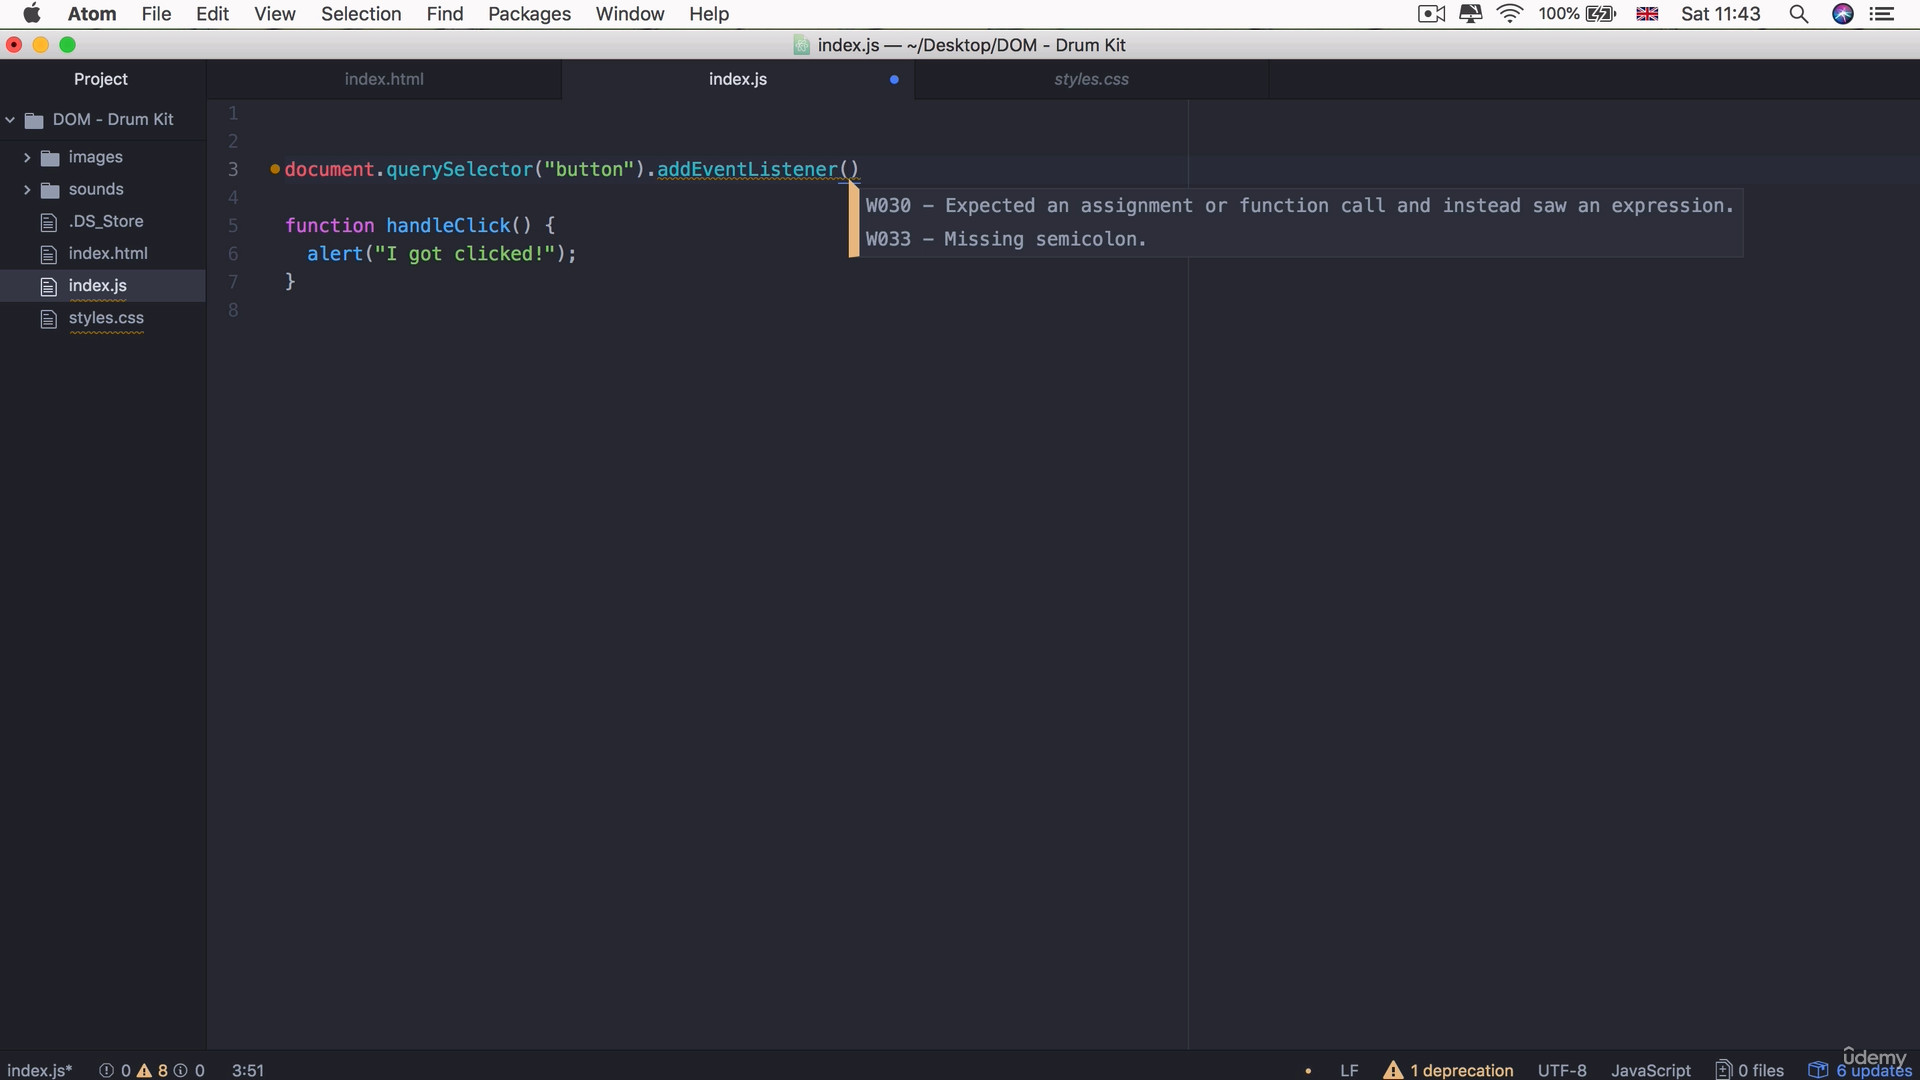 Atom File Edit View Selection Find Packages Window Help 100% Sat 11:43
index.js — ~/Desktop/DOM - Drum Kit
Project index.html index.js styles.css
DOM - Drum Kit
images
sounds
.DS_Store
index.html
index.js
styles.css
1
2
3 document.querySelector("button").addEventListener()
W030 – Expected an assignment or function call and instead saw an expression.
W033 – Missing semicolon.
4
5 function handleClick() {
6 alert("I got clicked!");
7 }
8
index.js* 0 8 0 3:51 LF 1 deprecation UTF-8 JavaScript 0 files 6 updates
ûdemy